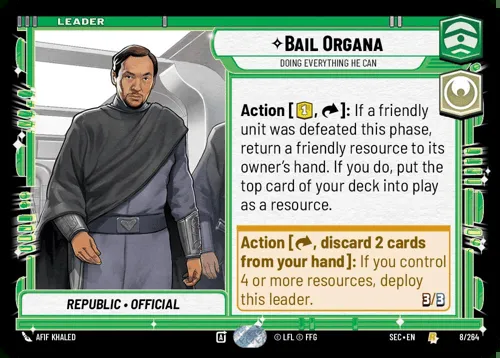 LEADER
BAIL ORGANA
DOING EVERYTHING HE CAN
Action [1, ]: If a friendly
unit was defeated this phase,
return a friendly resource to its
owner's hand. If you do, put the
top card of your deck into play
as a resource.
Action [ , discard 2 cards
from your hand]: If you control
4 or more resources, deploy
this leader.
3/3
REPUBLIC • OFFICIAL
AFIF KHALED
A
© LFL © FFG
SEC • EN
8/264